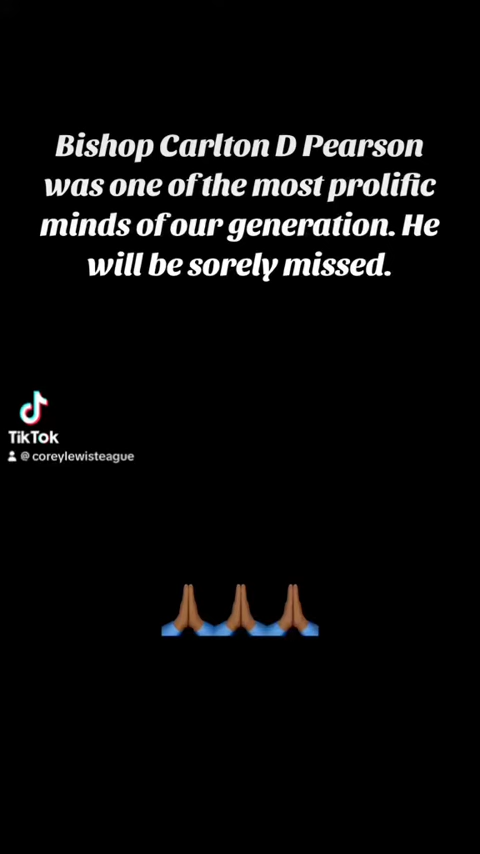 Bishop Carlton D Pearson
was one of the most prolific
minds of our generation. He
will be sorely missed.
TikTok
@coreylewisteague